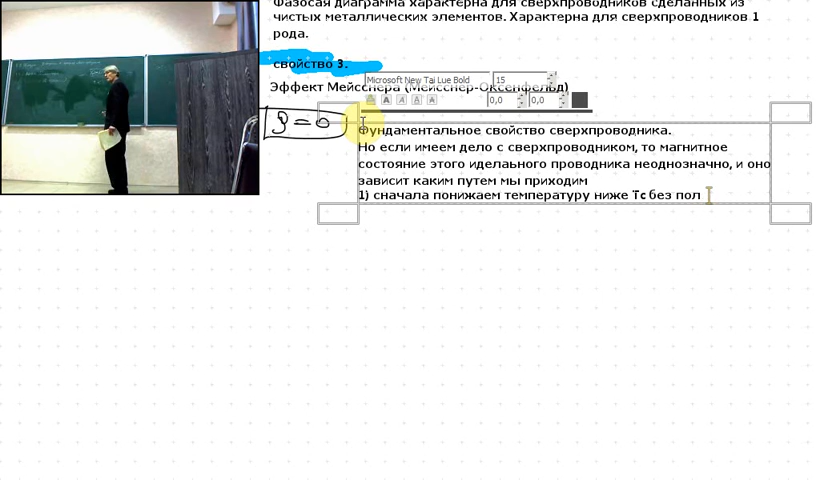 Фазосая диаграмма характерна для сверхпроводников сделанных из
чистых металлических элементов. Характерна для сверхпроводников 1
рода.
свойство 3.
Microsoft New Tai Lue Bold 15
Эффект Мейсснера (Мейсснер-Оксенфельд)
0,0 0,0
ρ = 0
Фундаментальное свойство сверхпроводника.
Но если имеем дело с сверхпроводником, то магнитное
состояние этого идельного проводника неоднозначно, и оно
зависит каким путем мы приходим
1) сначала понижаем температуру ниже Tc без пол